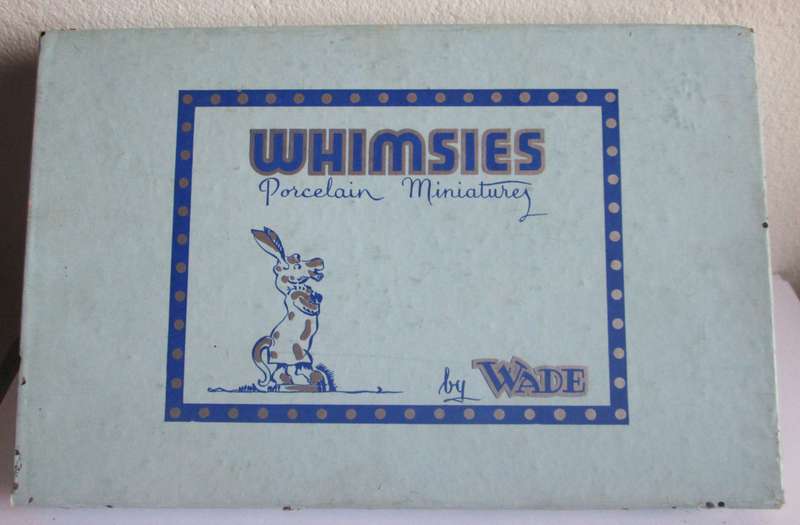 WHIMSIES
Porcelain Miniatures
by WADE